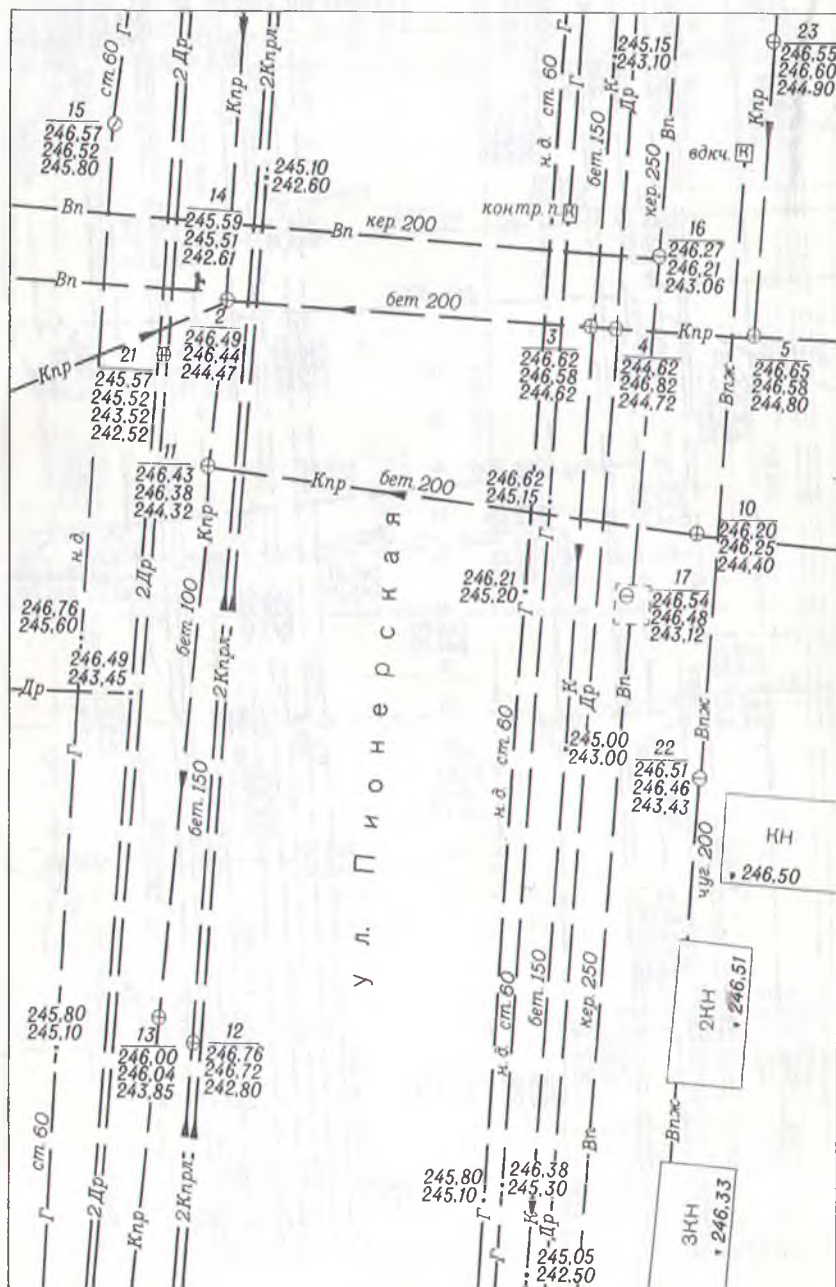 Г
ст. 60
2Др
Кпр
2Кпрл
н.д. ст. 60
Г
Г
бет. 150
К
Др
245.15
243.10
Вп
23
246.55
246.60
244.90
Кпр
15
246.57
246.52
245.80
245.10
242.60
14
245.59
245.51
242.61
Вп
Вп
кер. 200
контр. п. К
кер. 250
вдкч. К
16
246.27
246.21
243.06
Вп
2
246.49
246.44
244.47
бет. 200
3
246.62
246.58
244.62
4
244.62
246.82
244.72
Кпр
5
246.65
246.58
244.80
Кпр
21
245.57
245.52
243.52
242.52
Впж
11
246.43
246.38
244.32
Кпр
Кпр
бет. 200
246.62
245.15
Г
10
246.20
246.25
244.40
н.д.
2Др
бет. 100
246.21
245.20
Г
17
246.54
246.48
243.12
246.76
245.60
246.49
243.45
Др
Г
2Кпрл
К
Др
Вп
245.00
243.00
22
246.51
246.46
243.43
Впж
бет. 150
ул. Пионерская
н.д. ст. 60
чуг. 200
КН
246.50
2КН
246.51
245.80
245.10
13
246.00
246.04
243.85
12
246.76
246.72
242.80
н.д. ст. 60
бет. 150
кер. 250
ст. 60
Г
2Др
Кпр
2Кпрл
245.80
245.10
Г
Г
246.38
245.30
К
Др
Вп
Впж
245.05
242.50
3КН
246.33